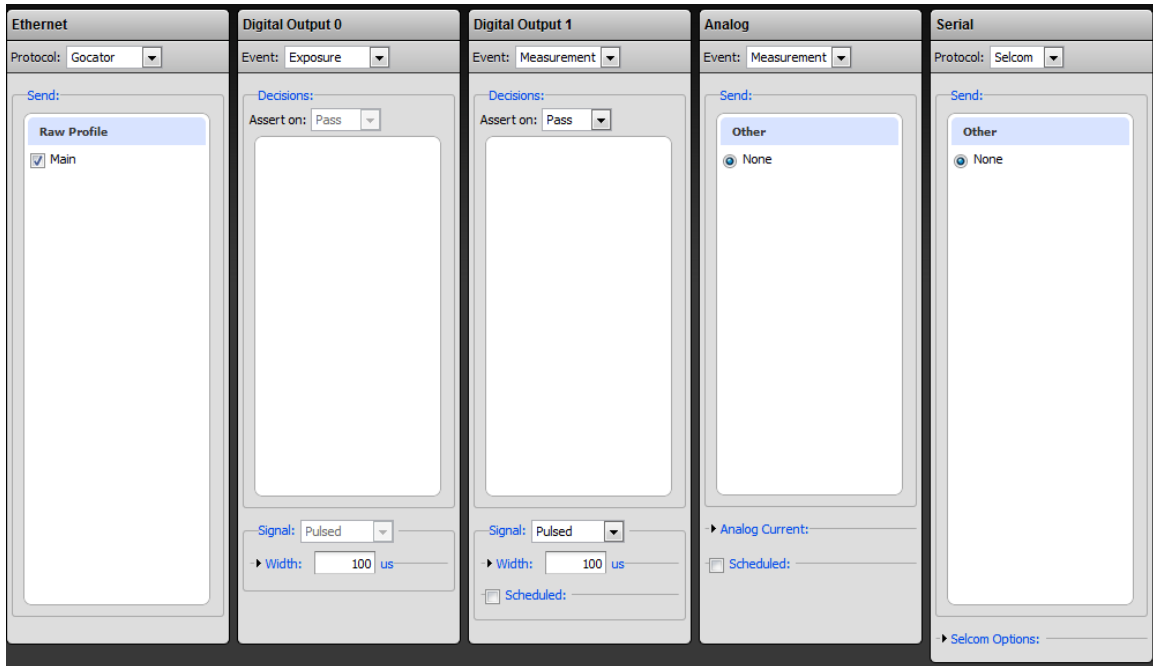 Ethernet
Protocol: Gocator
Send:
Raw Profile
Main
Digital Output 0
Event: Exposure
Decisions:
Assert on: Pass
Signal: Pulsed
Width: 100 us
Digital Output 1
Event: Measurement
Decisions:
Assert on: Pass
Signal: Pulsed
Width: 100 us
Scheduled:
Analog
Event: Measurement
Send:
Other
None
Analog Current:
Scheduled:
Serial
Protocol: Selcom
Send:
Other
None
Selcom Options: